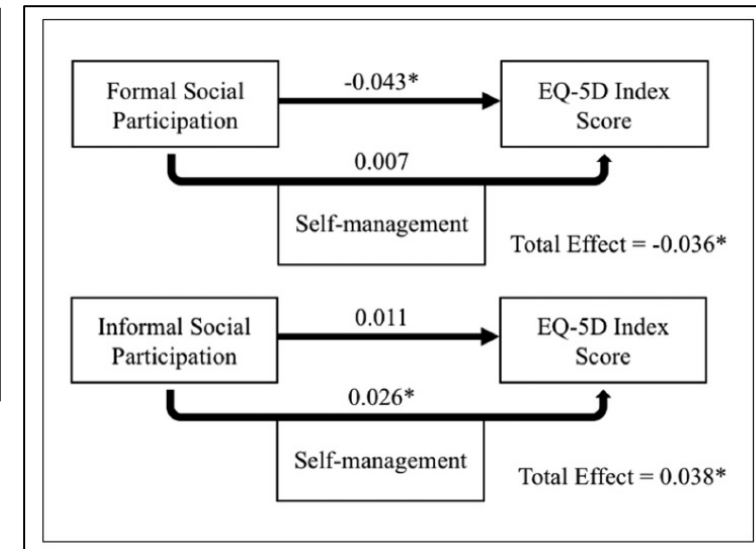 Formal Social
Participation
-0.043*
EQ-5D Index
Score
0.007
Self-management
Total Effect = -0.036*
Informal Social
Participation
0.011
EQ-5D Index
Score
0.026*
Self-management
Total Effect = 0.038*